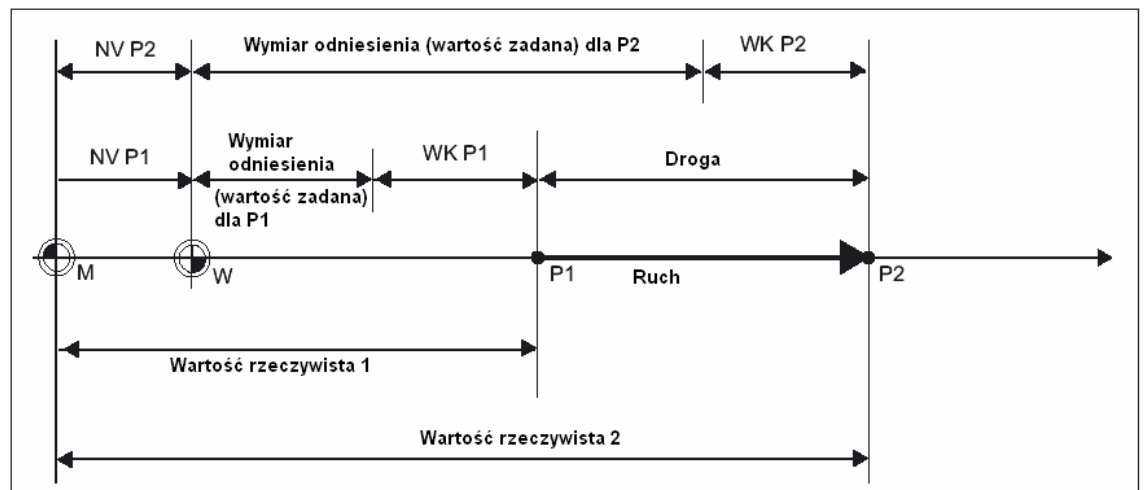 NV P2
Wymiar odniesienia (wartość zadana) dla P2
WK P2
NV P1
Wymiar
odniesienia
(wartość zadana)
dla P1
WK P1
Droga
M
W
P1
Ruch
P2
Wartość rzeczywista 1
Wartość rzeczywista 2